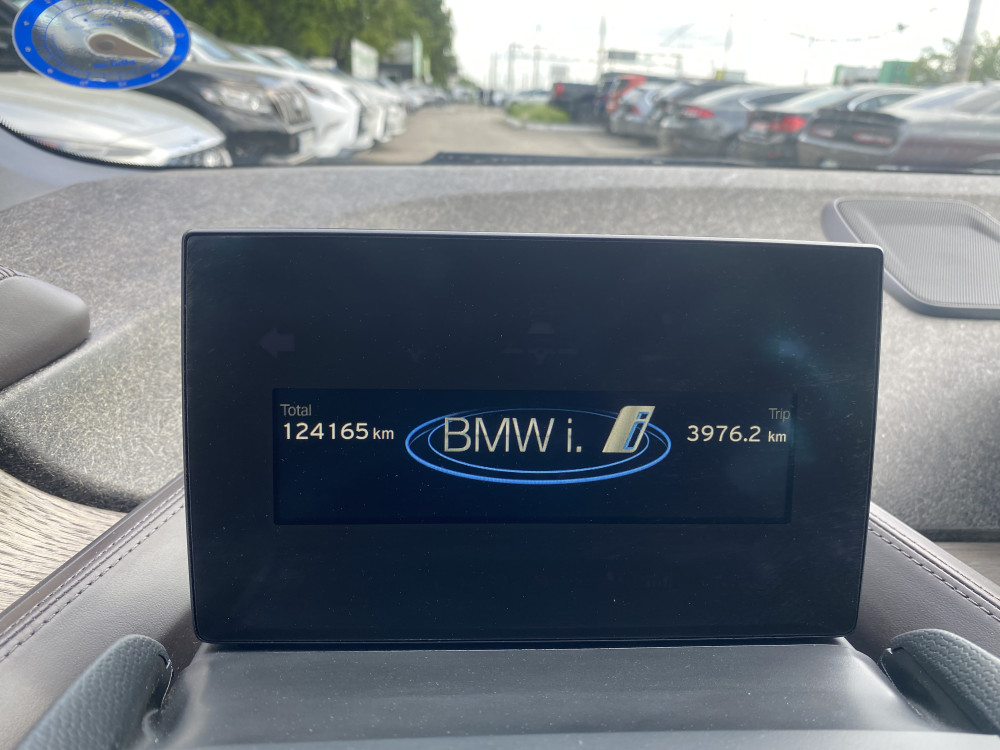 Total
124165 km
BMW i.
i
Trip
3976.2 km